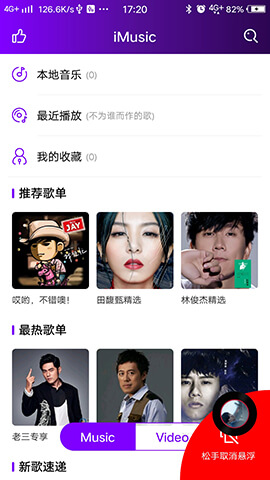 4G+ 126.6K/s 17:20 4G+ 82%
iMusic
本地音乐 (0)
最近播放 (不为谁而作的歌)
我的收藏 (0)
推荐歌单
JAY
哎哟，不错噢！ 田馥甄精选 林俊杰精选
最热歌单
老三专享
Music Video
松手取消悬浮
新歌速递